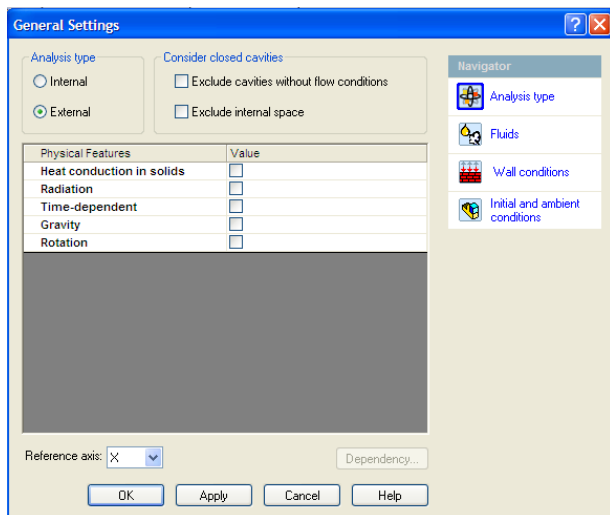 General Settings
Analysis type
Consider closed cavities
Internal
Exclude cavities without flow conditions
External
Exclude internal space
Physical Features Value
Heat conduction in solids
Radiation
Time-dependent
Gravity
Rotation
Reference axis: X
Dependency...
OK Apply Cancel Help
Navigator
Analysis type
Fluids
Wall conditions
Initial and ambient
conditions